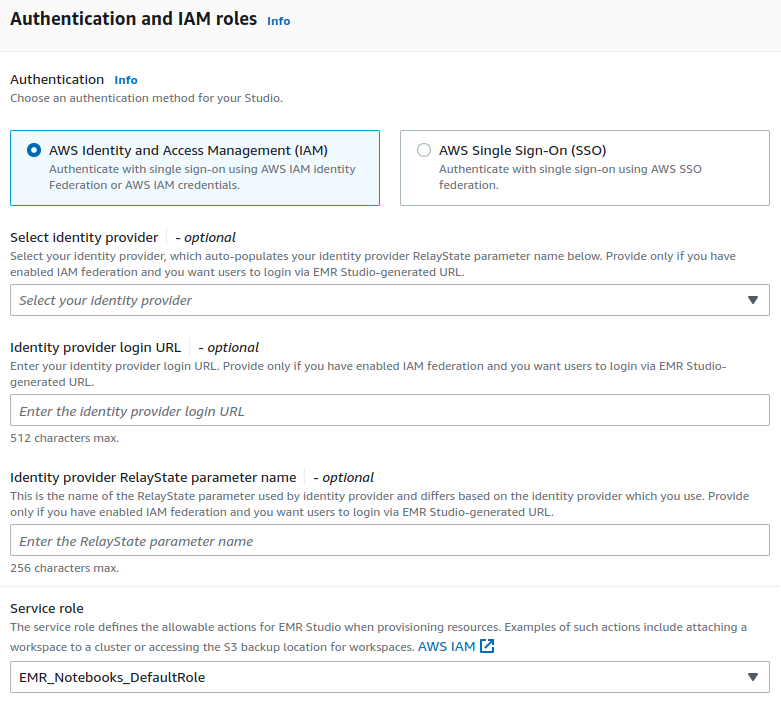 Authentication and IAM roles Info
Authentication Info
Choose an authentication method for your Studio.
AWS Identity and Access Management (IAM)
Authenticate with single sign-on using AWS IAM identity
Federation or AWS IAM credentials.
AWS Single Sign-On (SSO)
Authenticate with single sign-on using AWS SSO
federation.
Select identity provider - optional
Select your identity provider, which auto-populates your identity provider RelayState parameter name below. Provide only if you have
enabled IAM federation and you want users to login via EMR Studio-generated URL.
Select your identity provider
Identity provider login URL - optional
Enter your identity provider login URL. Provide only if you have enabled IAM federation and you want users to login via EMR Studio-
generated URL.
Enter the identity provider login URL
512 characters max.
Identity provider RelayState parameter name - optional
This is the name of the RelayState parameter used by identity provider and differs based on the identity provider which you use. Provide
only if you have enabled IAM federation and you want users to login via EMR Studio-generated URL.
Enter the RelayState parameter name
256 characters max.
Service role
The service role defines the allowable actions for EMR Studio when provisioning resources. Examples of such actions include attaching a
workspace to a cluster or accessing the S3 backup location for workspaces. AWS IAM
EMR_Notebooks_DefaultRole